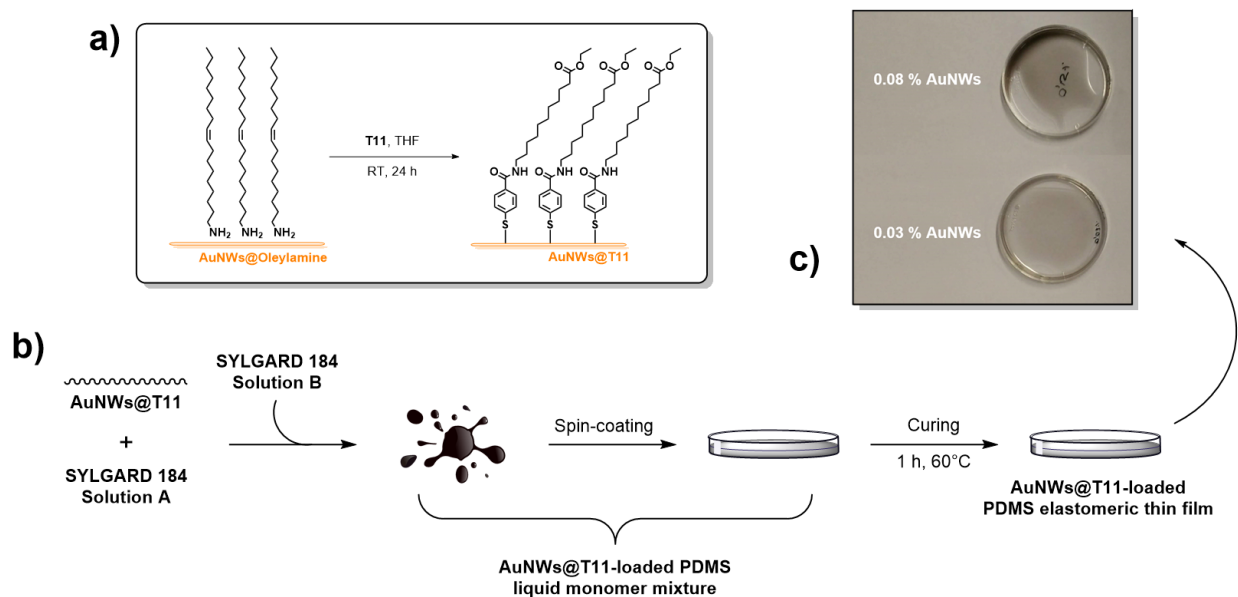 a)
O
O
O
O
O
O
T11, THF
RT, 24 h
O
NH
O
NH
O
NH
S
S
S
NH₂
NH₂
NH₂
AuNWs@Oleylamine
AuNWs@T11
0.08 % AuNWs
0.03 % AuNWs
c)
b)
SYLGARD 184
Solution B
AuNWs@T11
+
SYLGARD 184
Solution A
Spin-coating
Curing
1 h, 60°C
AuNWs@T11-loaded
PDMS elastomeric thin film
AuNWs@T11-loaded PDMS
liquid monomer mixture